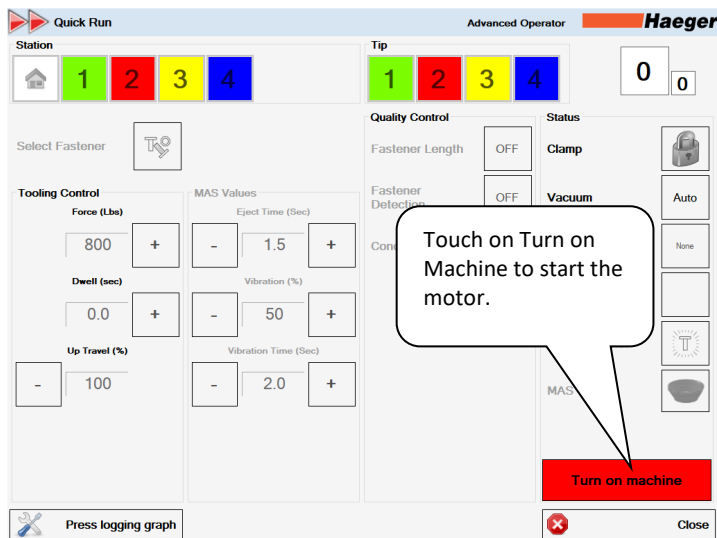 Quick Run
Advanced Operator
Haeger
Station
1 2 3 4
Tip
1 2 3 4
0
0
Select Fastener
Quality Control
Fastener Length OFF
Fastener
Detection OFF
Status
Clamp
Vacuum Auto
None
MAS
Tooling Control
Force (Lbs)
800 +
Dwell (sec)
0.0 +
Up Travel (%)
- 100
MAS Values
Eject Time (Sec)
- 1.5 +
Vibration (%)
- 50 +
Vibration Time (Sec)
- 2.0 +
Touch on Turn on
Machine to start the
motor.
Turn on machine
Press logging graph
Close